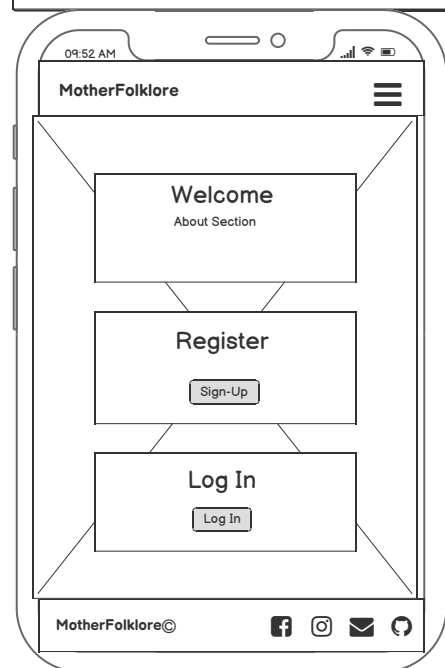 09:52 AM
MotherFolklore
Welcome
About Section
Register
Sign-Up
Log In
Log In
MotherFolklore©